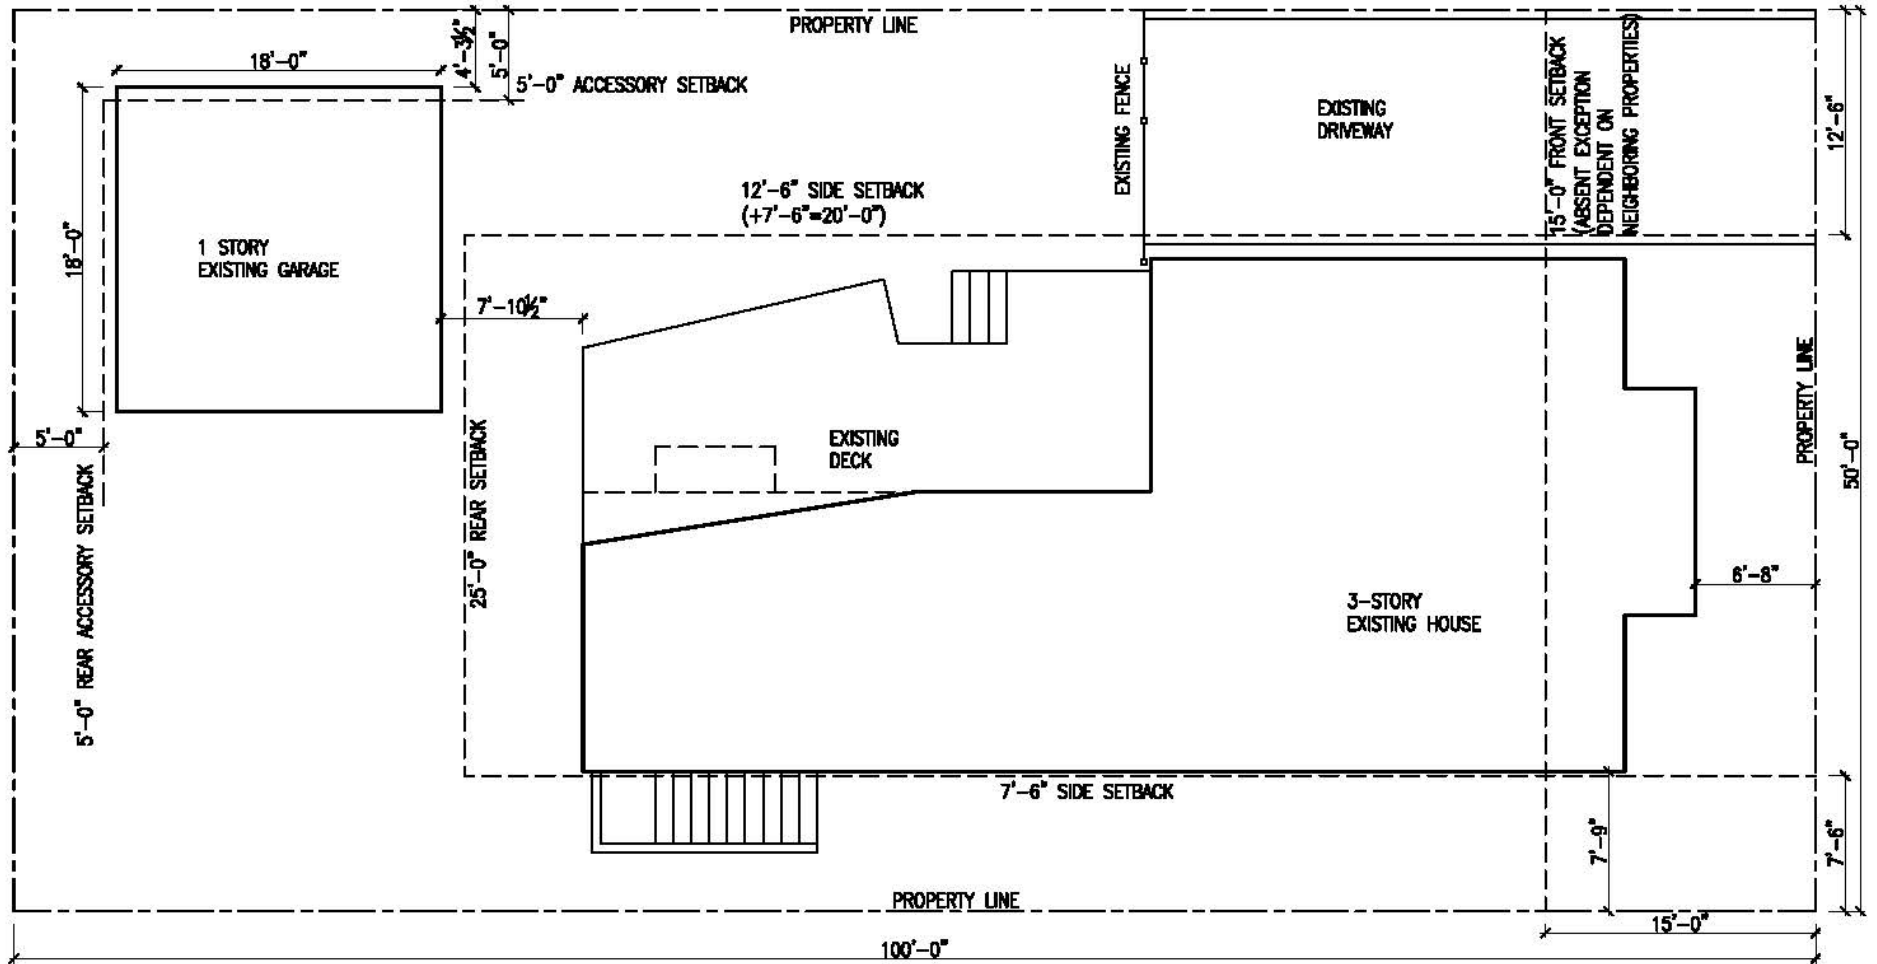 PROPERTY LINE
18'-0"
4'-3½"
5'-0"
5'-0" ACCESSORY SETBACK
EXISTING FENCE
EXISTING
DRIVEWAY
15'-0" FRONT SETBACK
(ABSENT EXCEPTION
DEPENDENT ON
NEIGHBORING PROPERTIES)
12'-6"
12'-6" SIDE SETBACK
(+7'-6"=20'-0")
18'-0"
1 STORY
EXISTING GARAGE
7'-10½"
PROPERTY LINE
50'-0"
5'-0"
5'-0" REAR ACCESSORY SETBACK
25'-0" REAR SETBACK
EXISTING
DECK
6'-8"
3-STORY
EXISTING HOUSE
7'-6" SIDE SETBACK
7'-9"
7'-6"
PROPERTY LINE
15'-0"
100'-0"